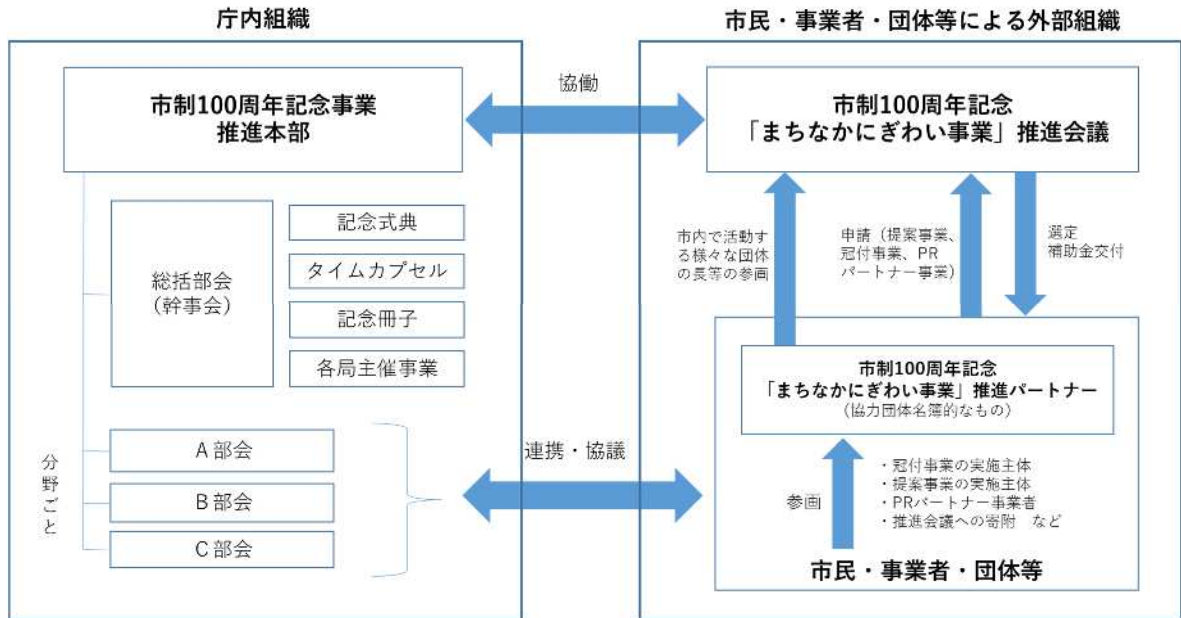 庁内組織
市制100周年記念事業
推進本部
総括部会
(幹事会)
記念式典
タイムカプセル
記念冊子
各局主催事業
分野ごと
A部会
B部会
C部会
協働
連携・協議
市民・事業者・団体等による外部組織
市制100周年記念
「まちなかにぎわい事業」推進会議
市内で活動す
る様々な団体
の長等の参画
申請（提案事業、
冠付事業、PR
パートナー事業）
選定
補助金交付
市制100周年記念
「まちなかにぎわい事業」推進パートナー
（協力団体名簿的なもの）
参画
・冠付事業の実施主体
・提案事業の実施主体
・PRパートナー事業者
・推進会議への寄附　など
市民・事業者・団体等